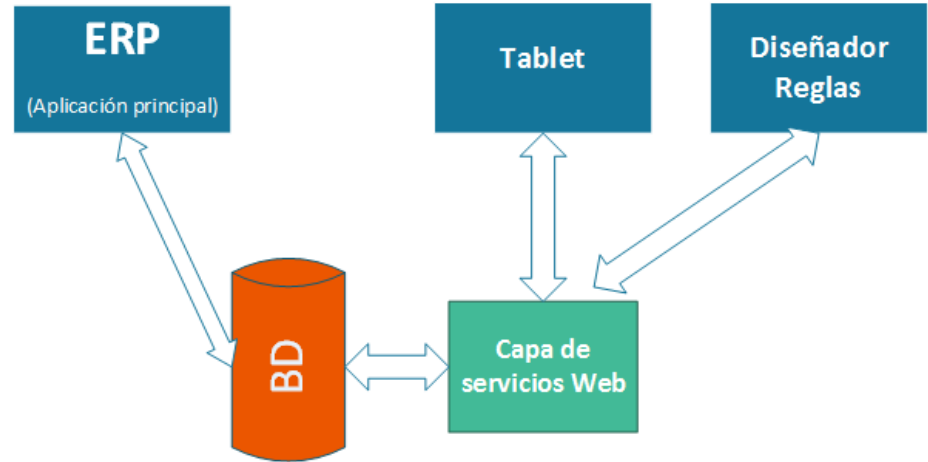 ERP
(Aplicación principal)
Tablet
Diseñador
Reglas
BD
Capa de
servicios Web